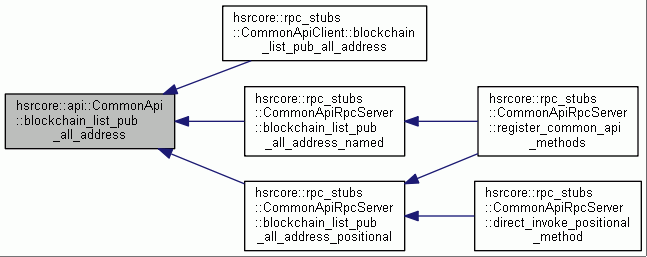 hsrcore::rpc_stubs
::CommonApiClient::blockchain
_list_pub_all_address
hsrcore::api::CommonApi
::blockchain_list_pub
_all_address
hsrcore::rpc_stubs
::CommonApiRpcServer
::blockchain_list_pub
_all_address_named
hsrcore::rpc_stubs
::CommonApiRpcServer
::register_common_api
_methods
hsrcore::rpc_stubs
::CommonApiRpcServer
::blockchain_list_pub
_all_address_positional
hsrcore::rpc_stubs
::CommonApiRpcServer
::direct_invoke_positional
_method